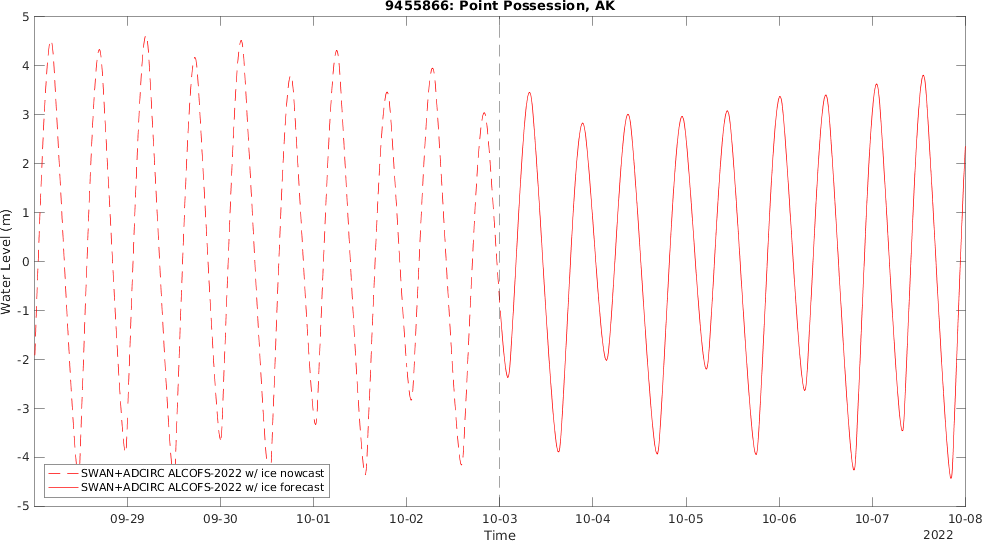 9455866: Point Possession, AK
5
4
3
2
1
0
-1
-2
-3
-4
-5
Water Level (m)
SWAN+ADCIRC ALCOFS-2022 w/ ice nowcast
SWAN+ADCIRC ALCOFS-2022 w/ ice forecast
09-29 09-30 10-01 10-02 10-03 10-04 10-05 10-06 10-07 10-08
Time
2022